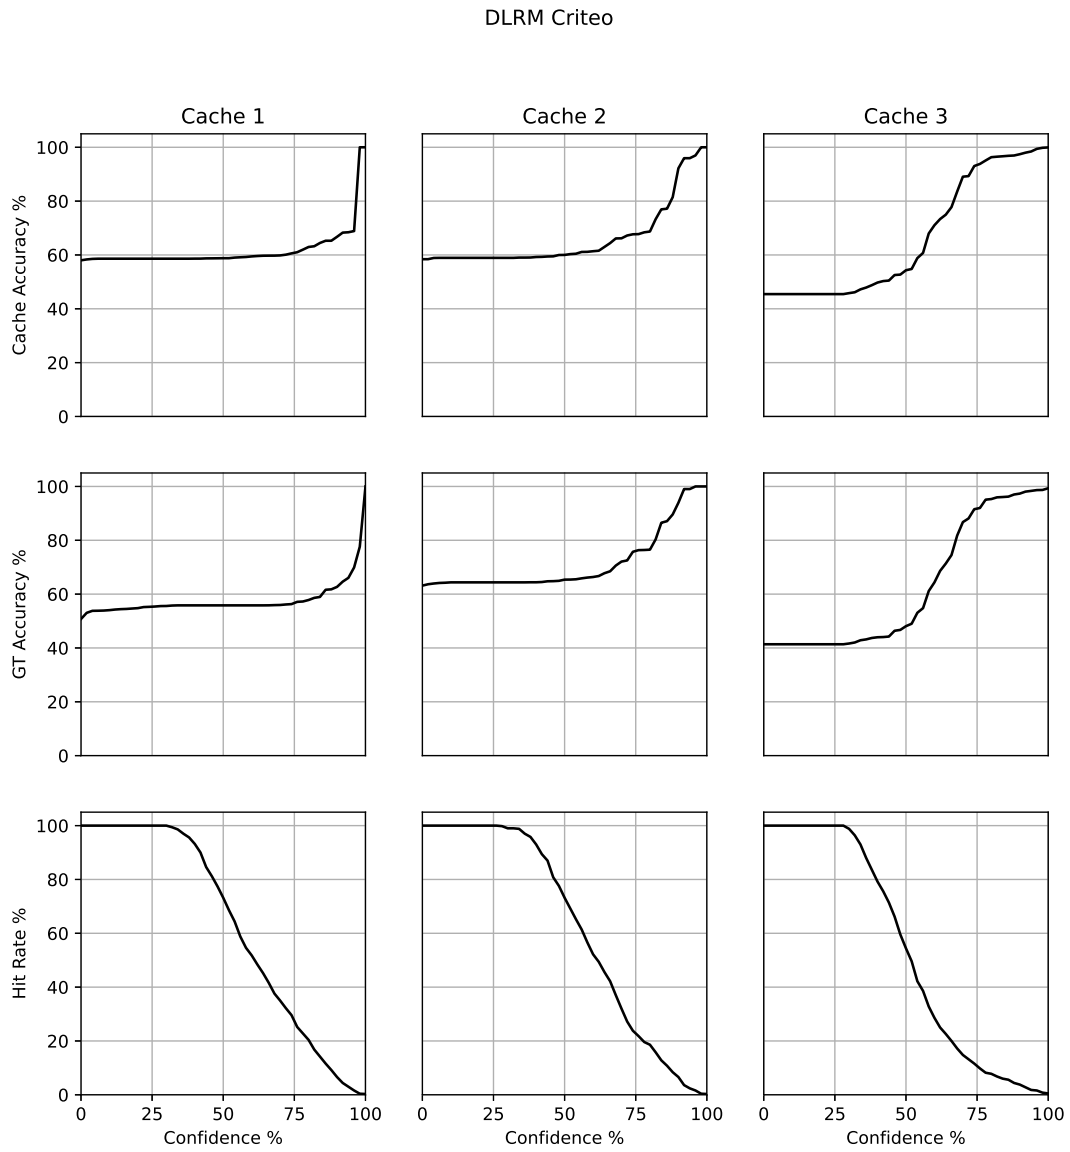 DLRM Criteo
Cache 1 Cache 2 Cache 3
Cache Accuracy %
100
80
60
40
20
0
GT Accuracy %
100
80
60
40
20
0
Hit Rate %
100
80
60
40
20
0
0 25 50 75 100 0 25 50 75 100 0 25 50 75 100
Confidence % Confidence % Confidence %